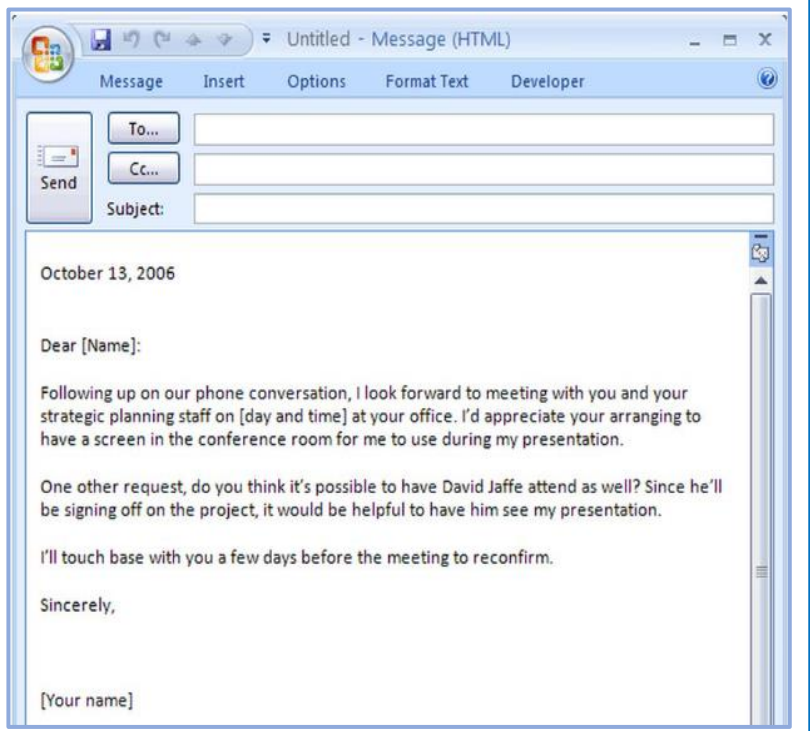 Untitled - Message (HTML)
Message Insert Options Format Text Developer
To...
Cc...
Send
Subject:
October 13, 2006
Dear [Name]:
Following up on our phone conversation, I look forward to meeting with you and your
strategic planning staff on [day and time] at your office. I'd appreciate your arranging to
have a screen in the conference room for me to use during my presentation.
One other request, do you think it's possible to have David Jaffe attend as well? Since he'll
be signing off on the project, it would be helpful to have him see my presentation.
I'll touch base with you a few days before the meeting to reconfirm.
Sincerely,
[Your name]